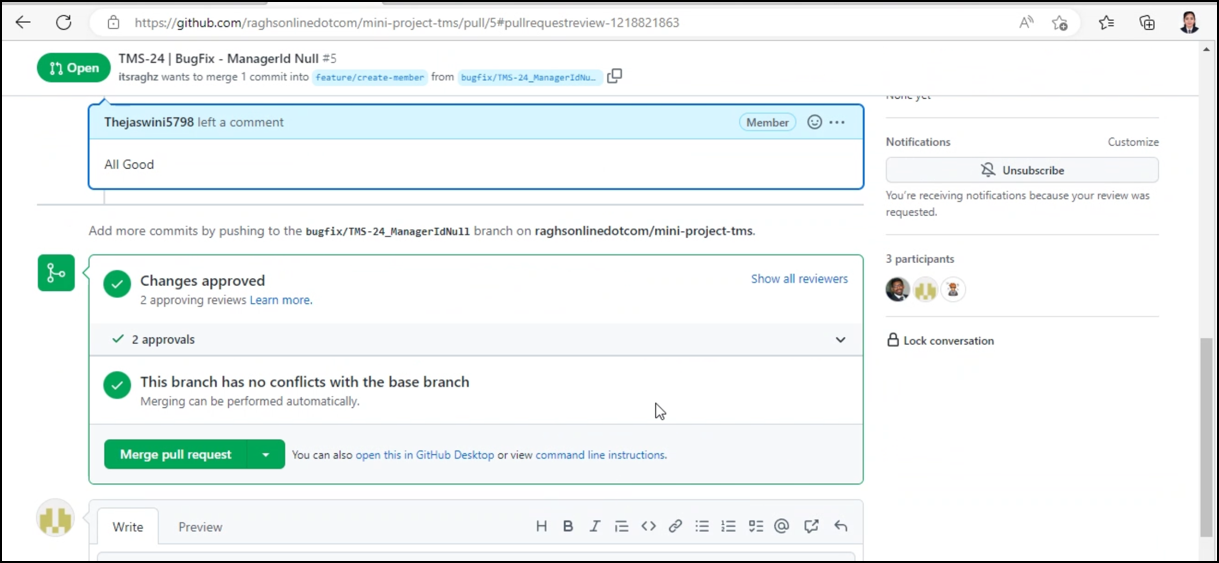 https://github.com/raghsonlinedotcom/mini-project-tms/pull/5#pullrequestreview-1218821863
Open
TMS-24 | BugFix - ManagerId Null #5
itsraghz wants to merge 1 commit into feature/create-member from bugfix/TMS-24_ManagerIdNu...
None yet
Thejaswini5798 left a comment
Member
All Good
Notifications
Customize
Unsubscribe
You're receiving notifications because your review was
requested.
Add more commits by pushing to the bugfix/TMS-24_ManagerIdNull branch on raghsonlinedotcom/mini-project-tms.
3 participants
Changes approved
2 approving reviews Learn more.
Show all reviewers
2 approvals
Lock conversation
This branch has no conflicts with the base branch
Merging can be performed automatically.
Merge pull request
You can also open this in GitHub Desktop or view command line instructions.
Write
Preview